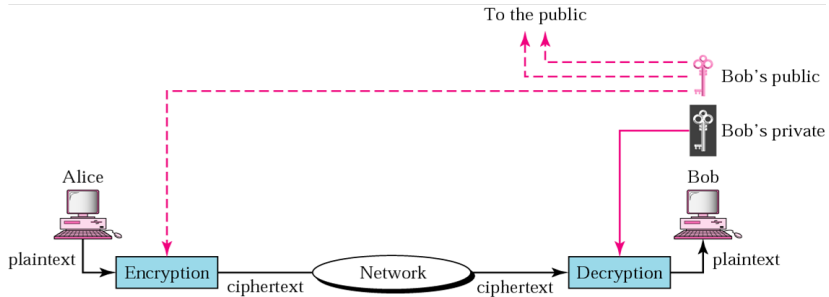 To the public
Bob's public
Bob's private
Alice
Bob
plaintext
Encryption
ciphertext
Network
ciphertext
Decryption
plaintext